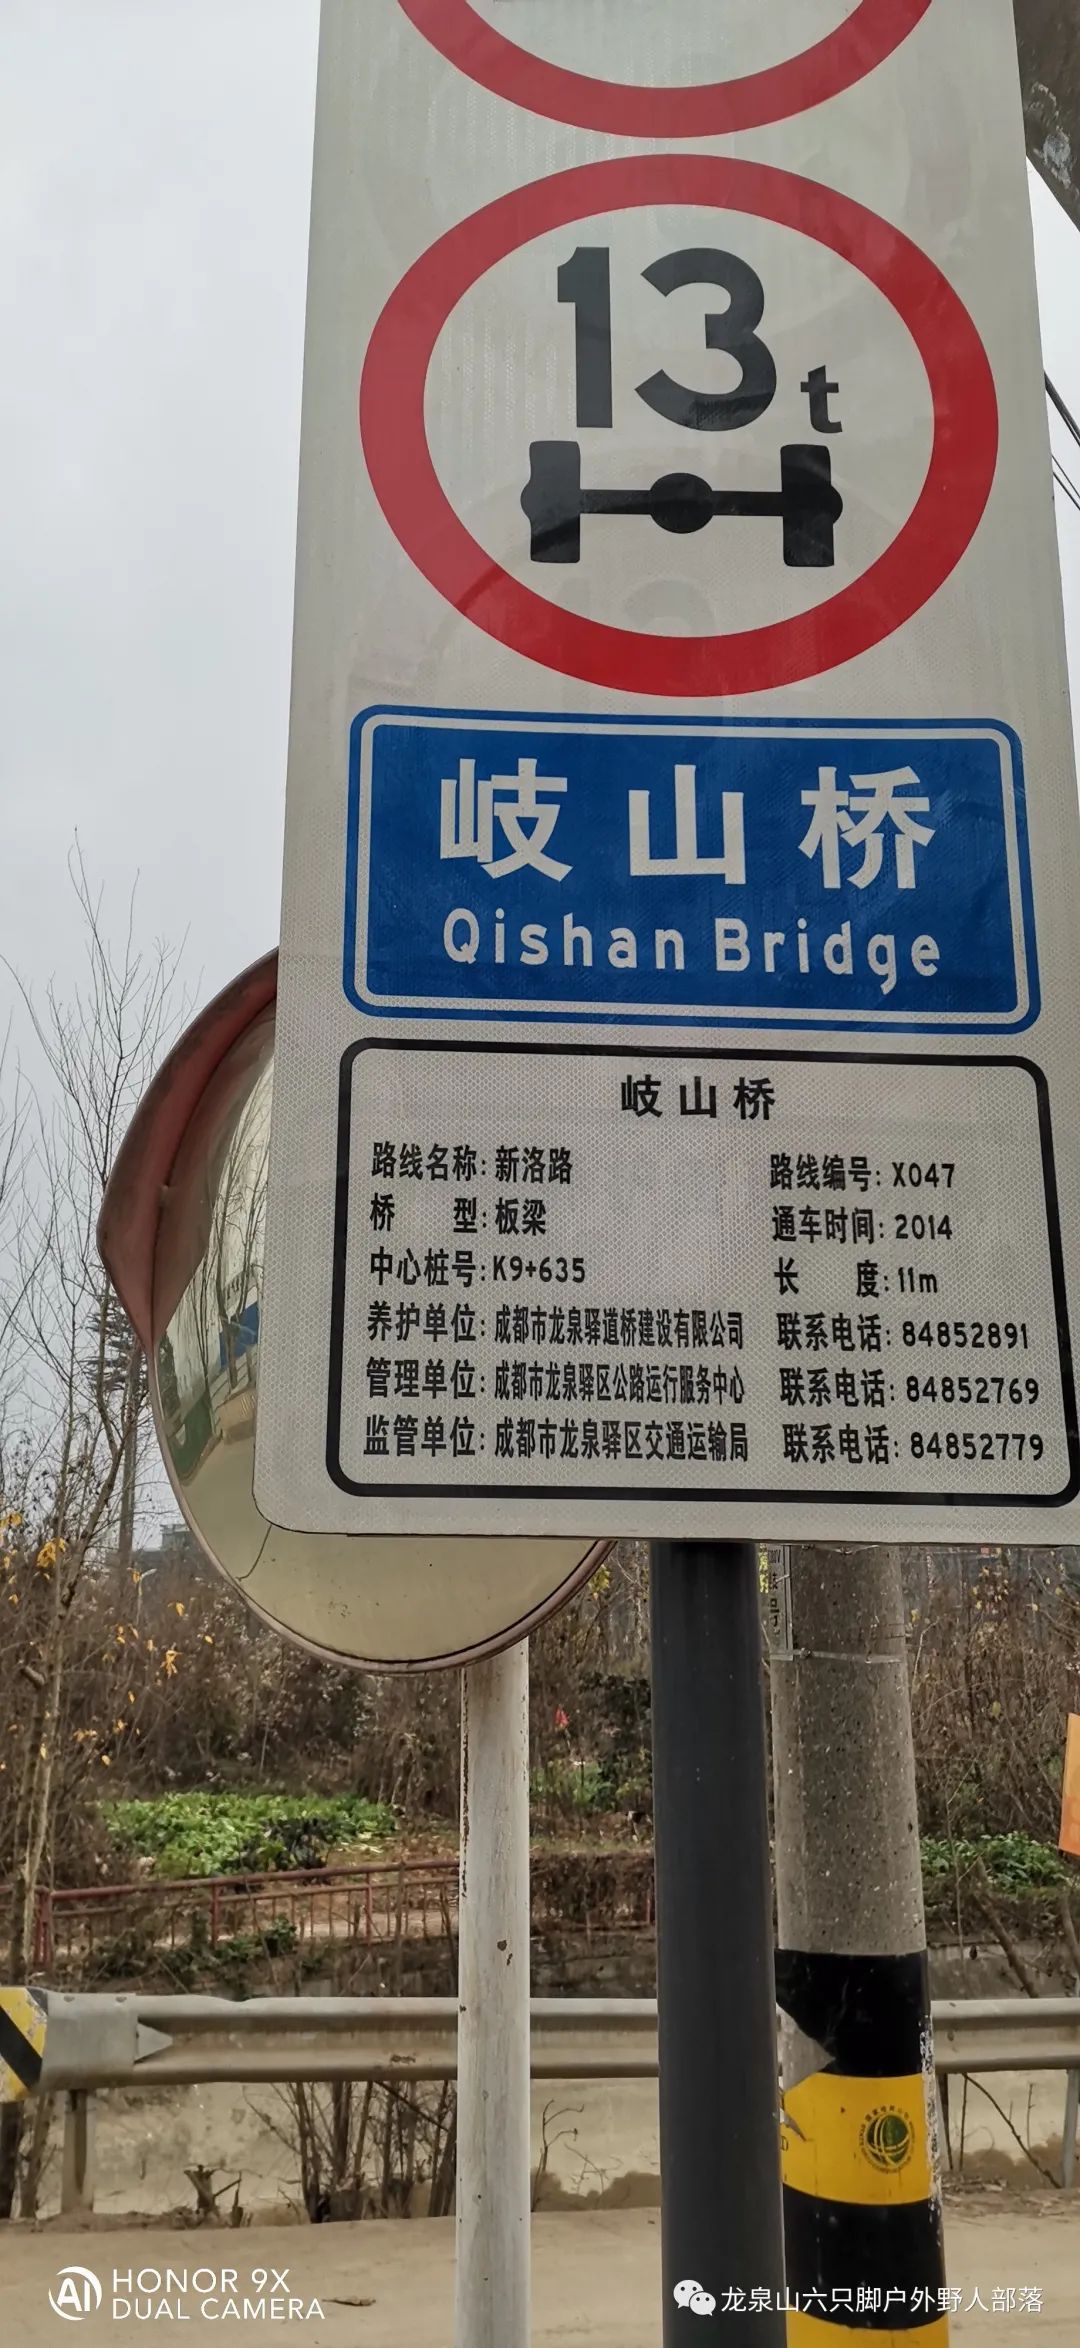 13t
岐山桥
Qishan Bridge
岐山桥
路线名称: 新洛路 路线编号: X047
桥 型: 板梁 通车时间: 2014
中心桩号: K9+635 长 度: 11m
养护单位: 成都市龙泉驿道桥建设有限公司 联系电话: 84852891
管理单位: 成都市龙泉驿区公路运行服务中心 联系电话: 84852769
监管单位: 成都市龙泉驿区交通运输局 联系电话: 84852779
HONOR 9X
DUAL CAMERA
龙泉山六只脚户外野人部落